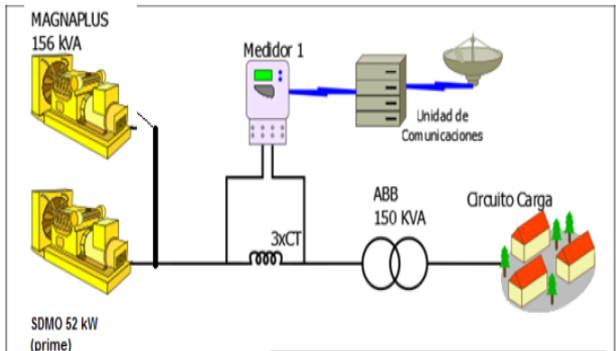 MAGNAPLUS
156 kVA
Medidor 1
Unidad de
Comunicaciones
ABB
150 KVA
Circuito Carga
3xCT
SDMO 52 kW
(prime)